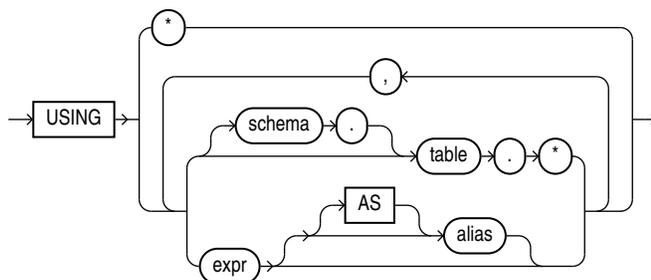 *
,
USING
schema .
table . *
AS
alias
expr